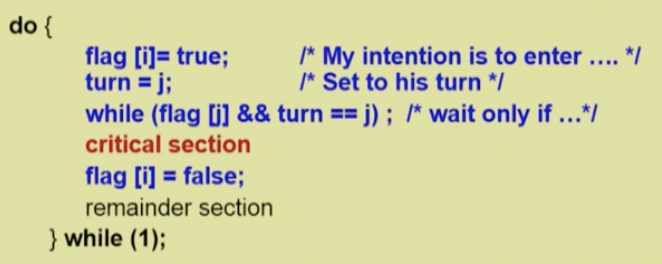 do {
flag [i]= true; /* My intention is to enter .... */
turn = j; /* Set to his turn */
while (flag [j] && turn == j) ; /* wait only if ...*/
critical section
flag [i] = false;
remainder section
} while (1);